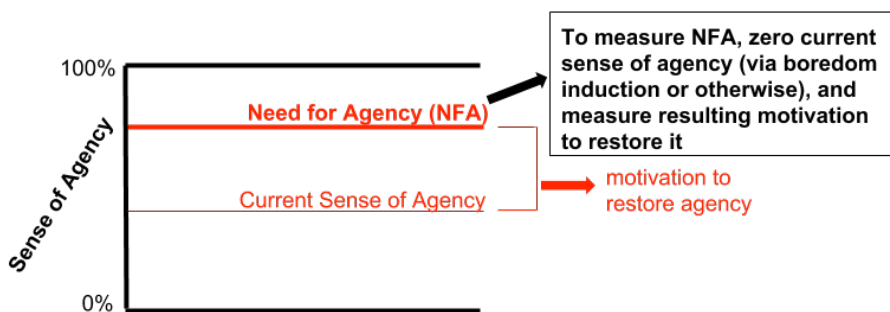 To measure NFA, zero current
sense of agency (via boredom
induction or otherwise), and
measure resulting motivation
to restore it
100%
Need for Agency (NFA)
Sense of Agency
Current Sense of Agency
motivation to
restore agency
0%